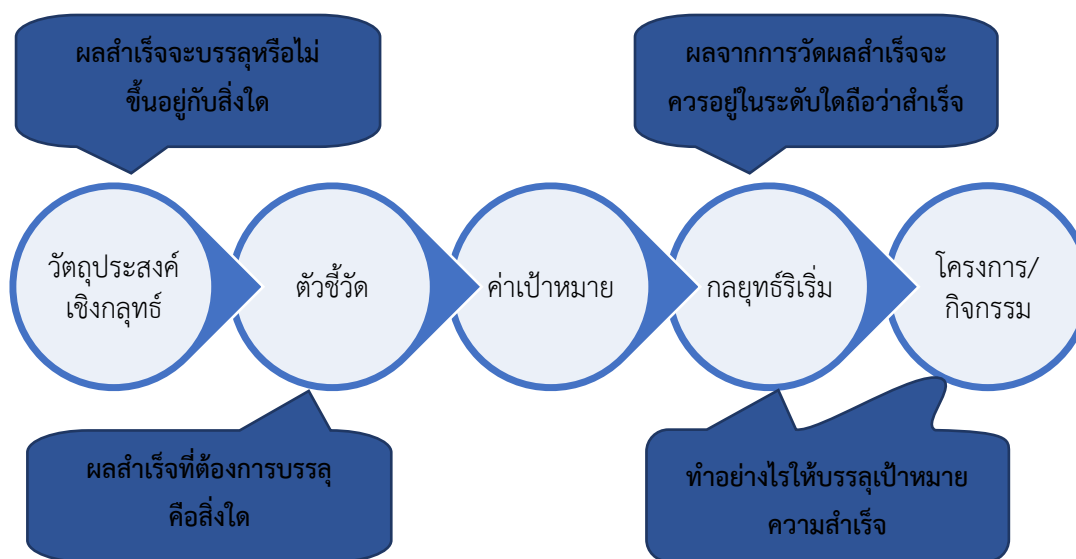 ผลสำเร็จจะบรรลุหรือไม่
ขึ้นอยู่กับสิ่งใด
ผลจากการวัดผลสำเร็จจะ
ควรอยู่ในระดับใดถือว่าสำเร็จ
วัตถุประสงค์
เชิงกลุทธ์
ตัวชี้วัด
ค่าเป้าหมาย
กลยุทธ์ริเริ่ม
โครงการ/
กิจกรรม
ผลสำเร็จที่ต้องการบรรลุ
คือสิ่งใด
ทำอย่างไรให้บรรลุเป้าหมาย
ความสำเร็จ